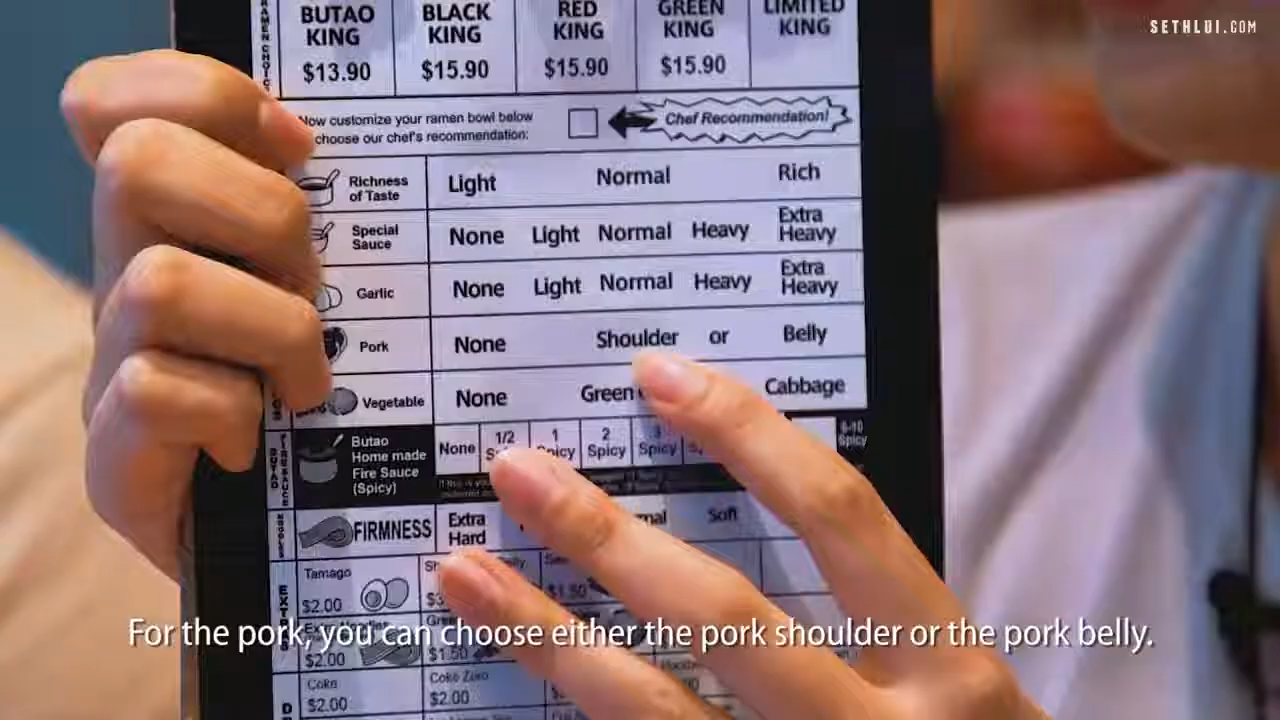 SETHLUI.COM
BUTAO KING
BLACK KING
RED KING
GREEN KING
LIMITED KING
$13.90
$15.90
$15.90
$15.90
Now customize your ramen bowl below
choose our chef's recommendation:
Chef Recommendation!
Richness of Taste
Light Normal Rich
Special Sauce
None Light Normal Heavy Extra Heavy
Garlic
None Light Normal Heavy Extra Heavy
Pork
None Shoulder or Belly
Vegetable
None Green Cabbage
Butao
Home made
Fire Sauce
(Spicy)
None
1/2
1 Spicy
2 Spicy
3 Spicy
6-10 Spicy
FIRMNESS
Extra Hard
Soft
Tamago
$2.00
$1.50
For the pork, you can choose either the pork shoulder or the pork belly.
$2.00
$1.50
Coke
$2.00
Coke Zero
$2.00